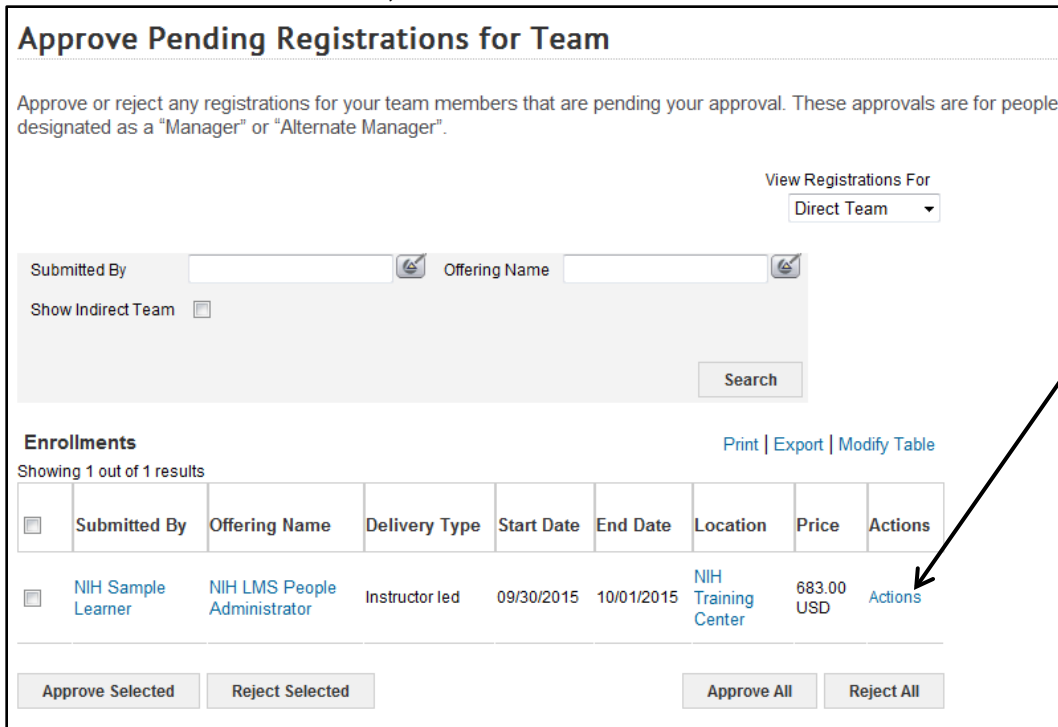 Approve Pending Registrations for Team
Approve or reject any registrations for your team members that are pending your approval. These approvals are for people
designated as a “Manager” or “Alternate Manager”.
View Registrations For
Direct Team
Submitted By
Offering Name
Show Indirect Team
Search
Enrollments
Print | Export | Modify Table
Showing 1 out of 1 results
Submitted By Offering Name Delivery Type Start Date End Date Location Price Actions
NIH Sample Learner NIH LMS People Administrator Instructor led 09/30/2015 10/01/2015 NIH Training Center 683.00 USD Actions
Approve Selected Reject Selected Approve All Reject All